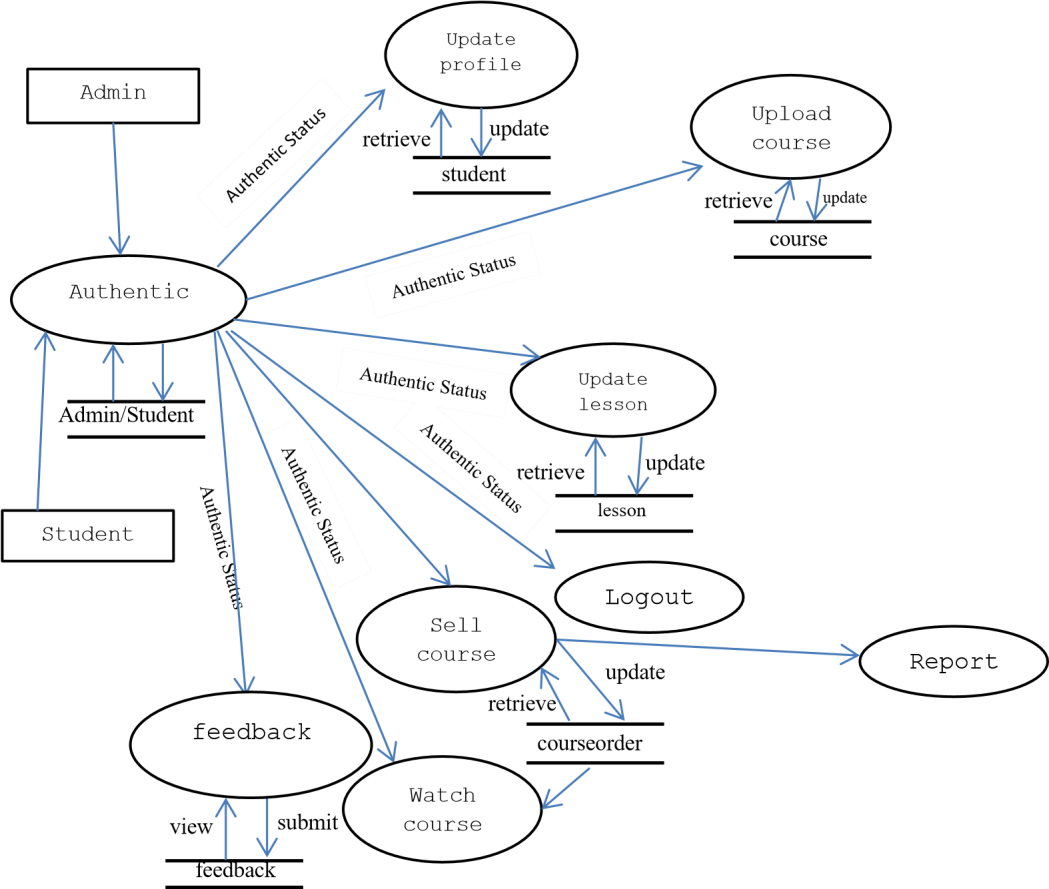 Update
profile
Admin
Upload
course
Authentic Status
retrieve
update
student
retrieve
update
course
Authentic Status
Authentic
Authentic Status
Update
lesson
Admin/Student
Authentic Status
retrieve
update
lesson
Authentic Status
Authentic Status
Student
Logout
Sell
course
Report
update
retrieve
courseorder
feedback
Watch
course
view
submit
feedback